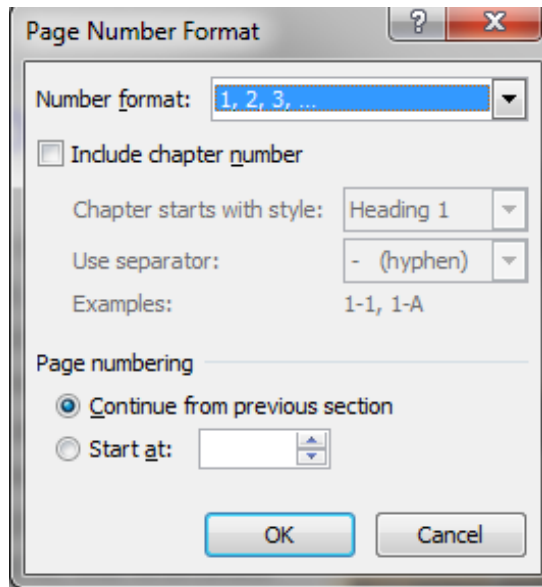 Page Number Format ? X
Number format: 1, 2, 3, ...
Include chapter number
Chapter starts with style: Heading 1
Use separator: - (hyphen)
Examples: 1-1, 1-A
Page numbering
Continue from previous section
Start at:
OK Cancel